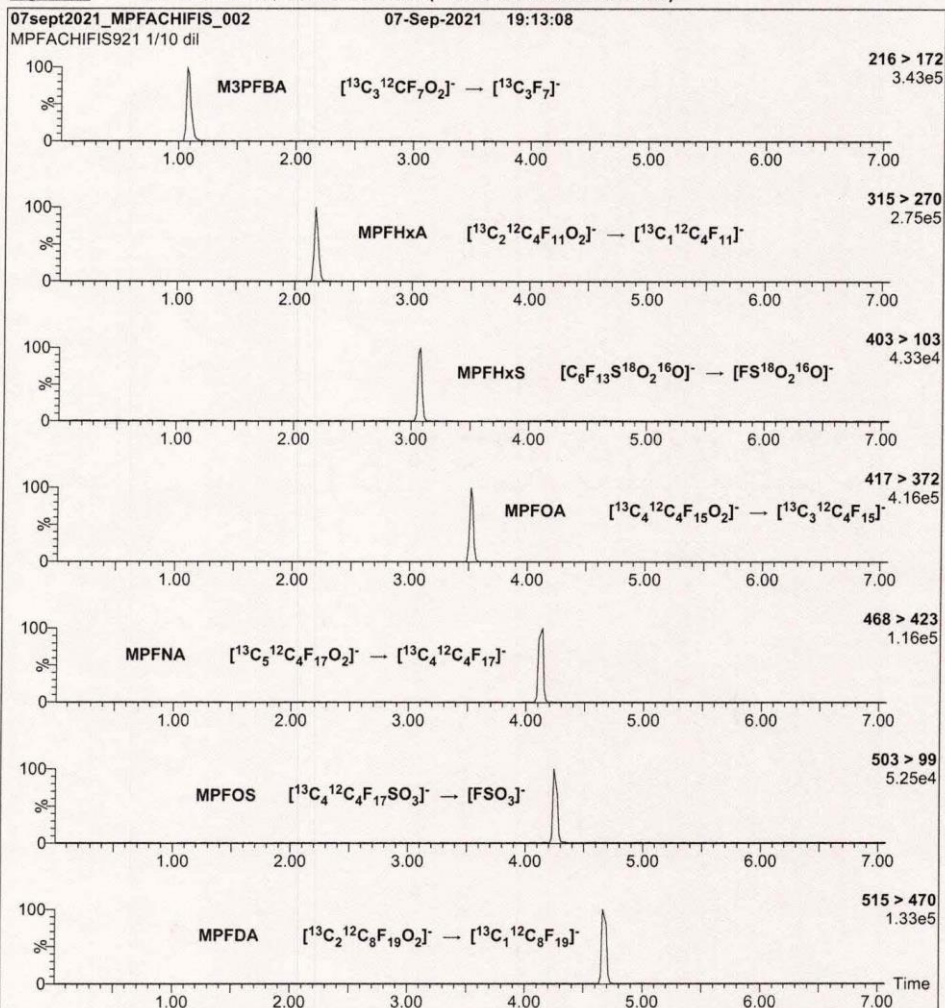 07sept2021_MPFACHIFIS_002 07-Sep-2021 19:13:08
MPFACHIFIS921 1/10 dil
216 > 172
3.43e5
100
%
0
M3PFBA [¹³C₃¹²CF₇O₂]⁻ → [¹³C₃F₇]⁻
1.00 2.00 3.00 4.00 5.00 6.00 7.00
315 > 270
2.75e5
100
%
0
MPFHxA [¹³C₂¹²C₄F₁₁O₂]⁻ → [¹³C₁¹²C₄F₁₁]⁻
1.00 2.00 3.00 4.00 5.00 6.00 7.00
403 > 103
4.33e4
100
%
0
MPFHxS [C₆F₁₃S¹⁸O₂¹⁶O]⁻ → [FS¹⁸O₂¹⁶O]⁻
1.00 2.00 3.00 4.00 5.00 6.00 7.00
417 > 372
4.16e5
100
%
0
MPFOA [¹³C₄¹²C₄F₁₅O₂]⁻ → [¹³C₃¹²C₄F₁₅]⁻
1.00 2.00 3.00 4.00 5.00 6.00 7.00
468 > 423
1.16e5
100
%
0
MPFNA [¹³C₅¹²C₄F₁₇O₂]⁻ → [¹³C₄¹²C₄F₁₇]⁻
1.00 2.00 3.00 4.00 5.00 6.00 7.00
503 > 99
5.25e4
100
%
0
MPFOS [¹³C₄¹²C₄F₁₇SO₃]⁻ → [FSO₃]⁻
1.00 2.00 3.00 4.00 5.00 6.00 7.00
515 > 470
1.33e5
100
%
0
MPFDA [¹³C₂¹²C₈F₁₉O₂]⁻ → [¹³C₁¹²C₈F₁₉]⁻
Time
1.00 2.00 3.00 4.00 5.00 6.00 7.00